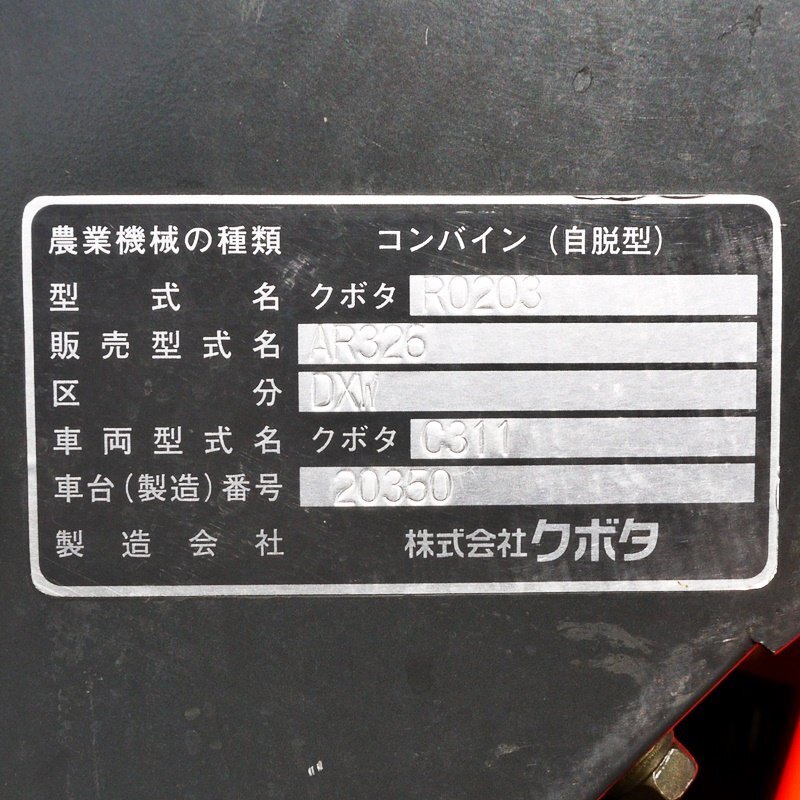 農業機械の種類 コンバイン(自脱型)
型式名 クボタ R0203
販売型式名 AR326
区分 DXW
車両型式名 クボタ C311
車台(製造)番号 20350
製造会社 株式会社クボタ